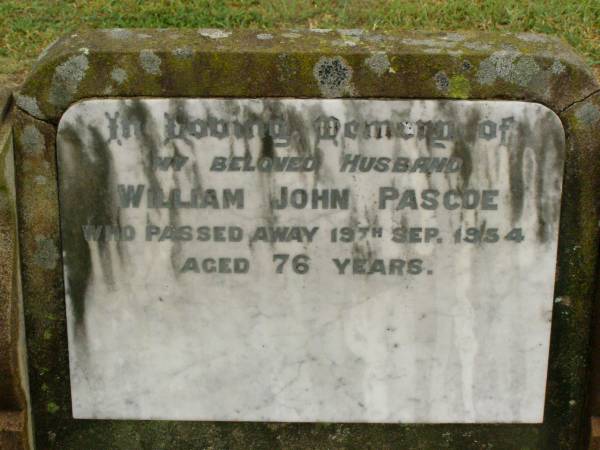 In Loving Memory of
MY BELOVED HUSBAND
WILLIAM JOHN PASCOE
WHO PASSED AWAY 19TH SEP. 1954
AGED 76 YEARS.